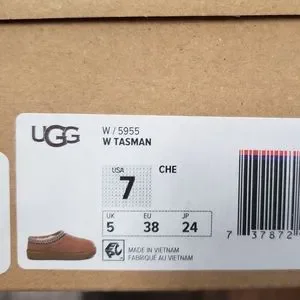 UGG
W / 5955
W TASMAN
USA
7
CHE
UK EU JP
5 38 24
MADE IN VIETNAM
FABRIQUÉ AU VIETNAM
7 37872